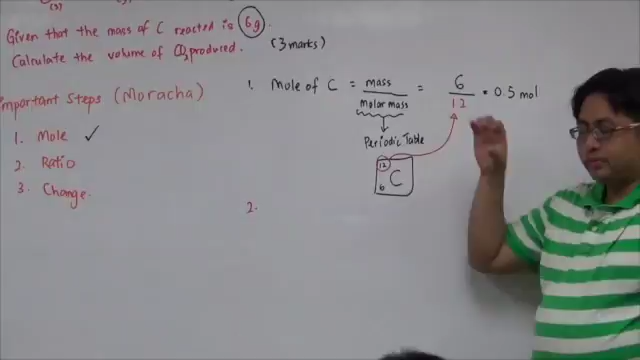 (s)
Given that the mass of C reacted is 6g
Calculate the volume of CO2 produced.
(3 marks)
Important Steps (Moracha)
1. Mole ✓
2. Ratio
3. Change.
1. Mole of C = mass / Molar mass = 6 / 12 = 0.5 mol
Periodic Table
12
C
6
2.